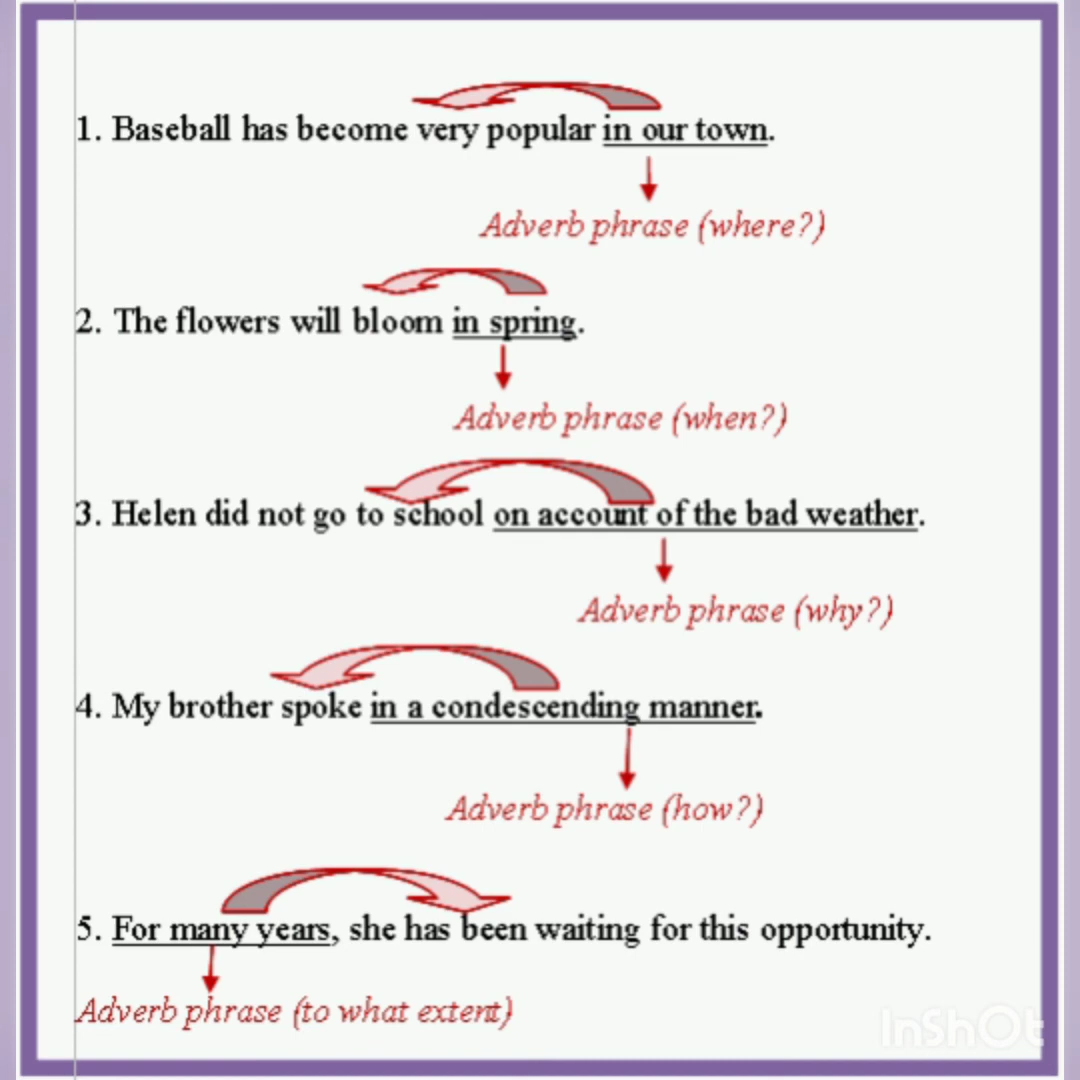 1. Baseball has become very popular in our town.
Adverb phrase (where?)
2. The flowers will bloom in spring.
Adverb phrase (when?)
3. Helen did not go to school on account of the bad weather.
Adverb phrase (why?)
4. My brother spoke in a condescending manner.
Adverb phrase (how?)
5. For many years, she has been waiting for this opportunity.
Adverb phrase (to what extent)
InShOt